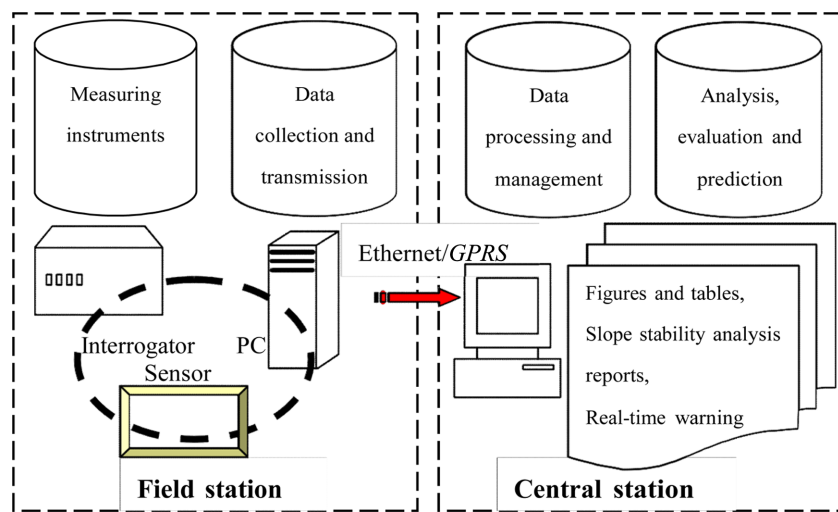 Measuring
instruments
Data
collection and
transmission
Data
processing and
management
Analysis,
evaluation and
prediction
Ethernet/GPRS
Interrogator
PC
Sensor
Figures and tables,
Slope stability analysis
reports,
Real-time warning
Field station
Central station